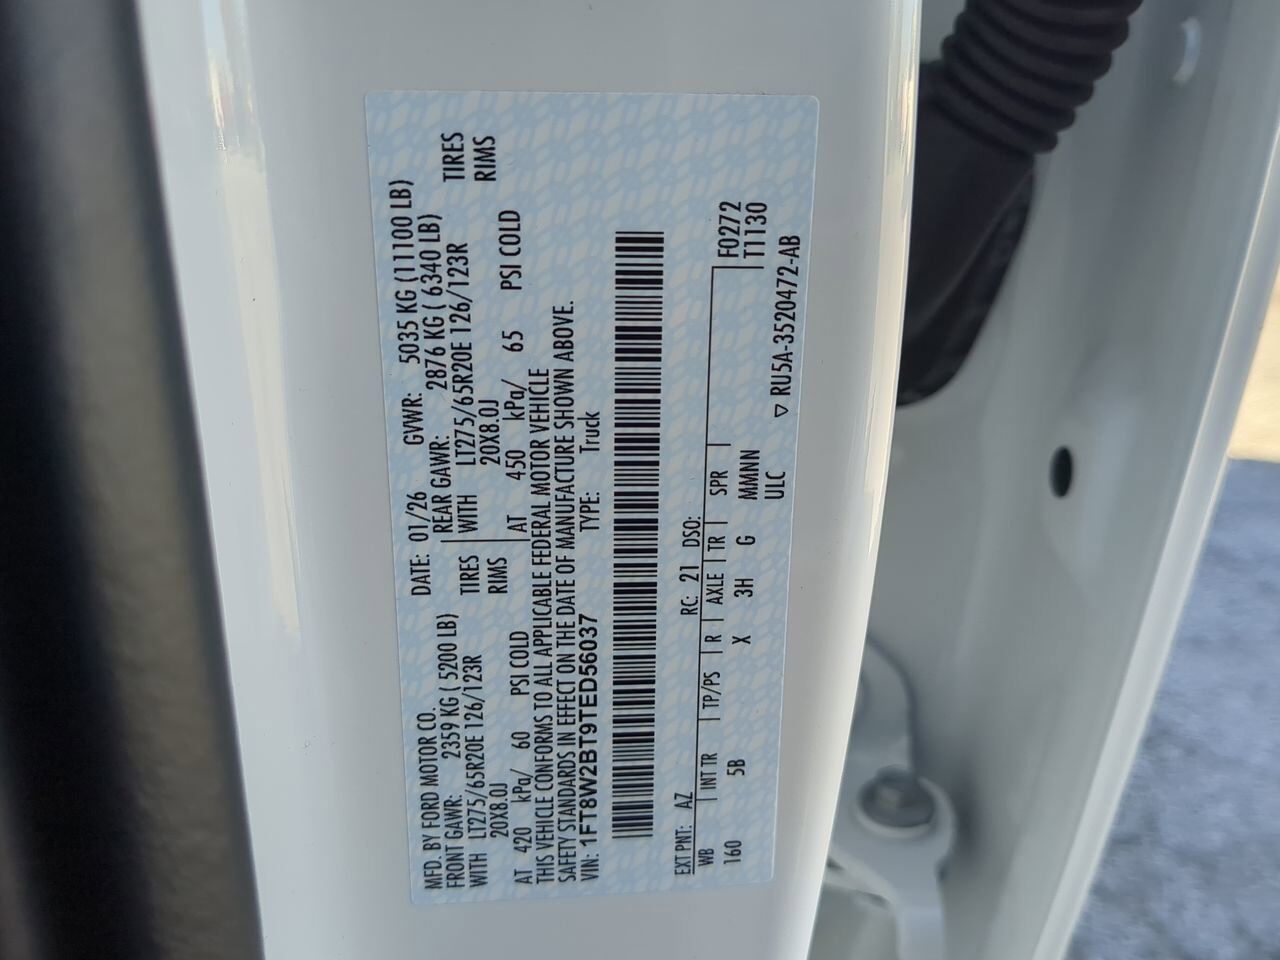 MFD. BY FORD MOTOR CO. DATE: 01/26 GVWR: 5035 KG (11100 LB)
FRONT GAWR: 2359 KG ( 5200 LB) REAR GAWR: 2876 KG ( 6340 LB)
WITH LT275/65R20E 126/123R TIRES WITH LT275/65R20E 126/123R TIRES
20X8.0J RIMS 20X8.0J RIMS
AT 420 kPa/ 60 PSI COLD AT 450 kPa/ 65 PSI COLD
THIS VEHICLE CONFORMS TO ALL APPLICABLE FEDERAL MOTOR VEHICLE
SAFETY STANDARDS IN EFFECT ON THE DATE OF MANUFACTURE SHOWN ABOVE.
VIN: 1FT8W2BT9TED56037 TYPE: Truck
EXT PNT: AZ RC: 21 DSO: F0272
WB INT TR TP/PS R AXLE TR SPR T1130
160 5B X 3H G MMNN
ULC ▽ RU5A-3520472-AB